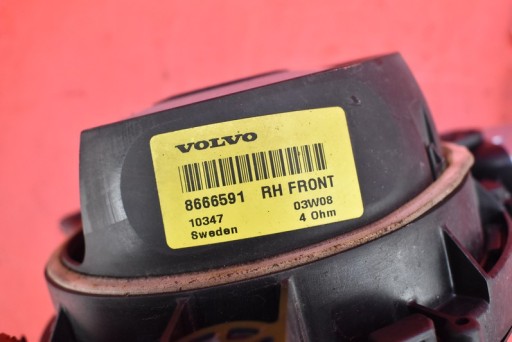 VOLVO
8666591 RH FRONT
10347 03W08
Sweden 4 Ohm